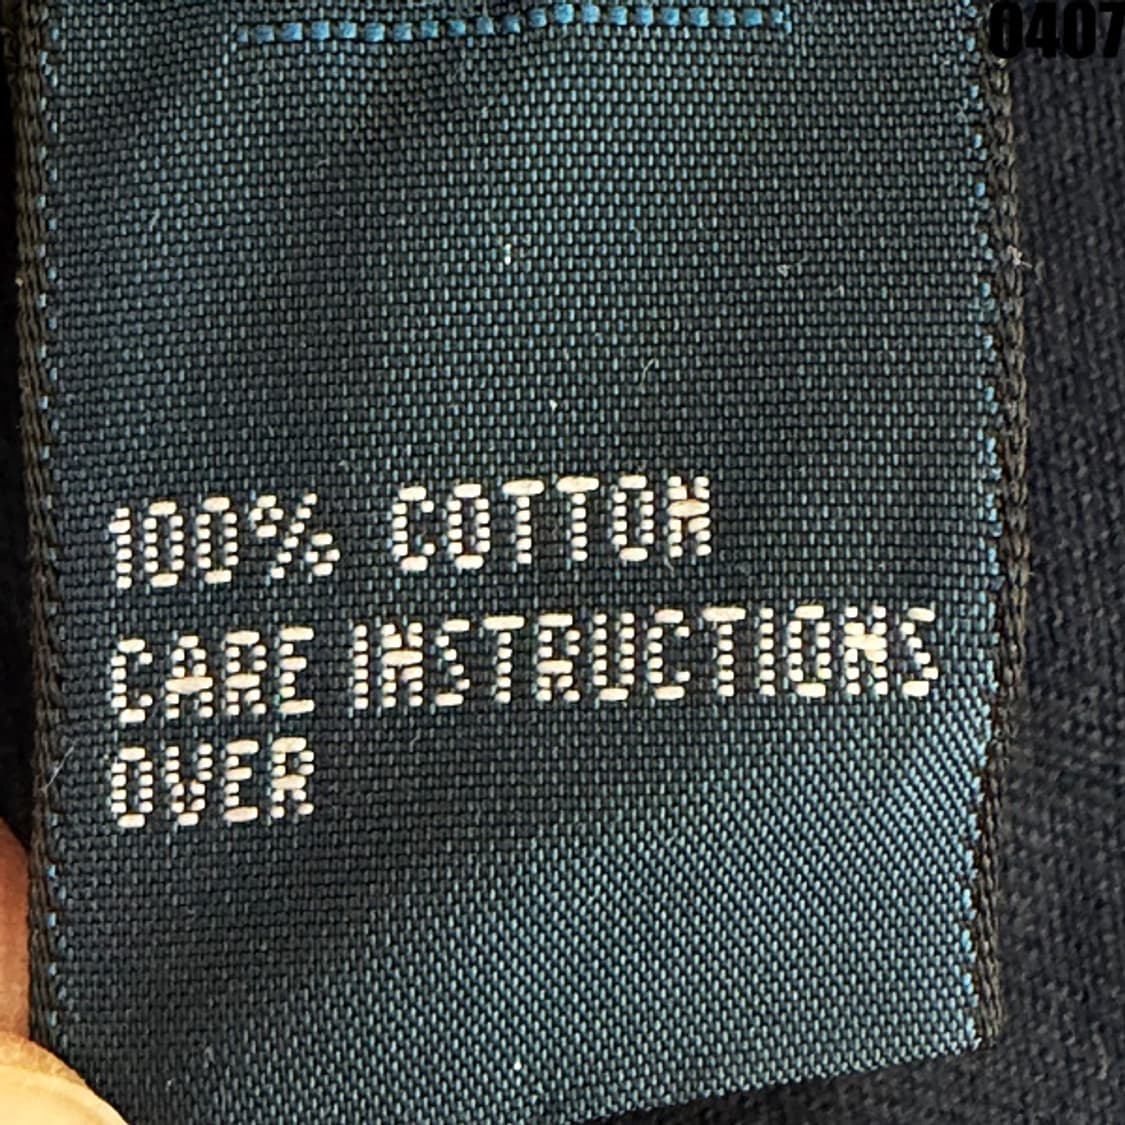 0407
100% COTTON
CARE INSTRUCTIONS
OVER